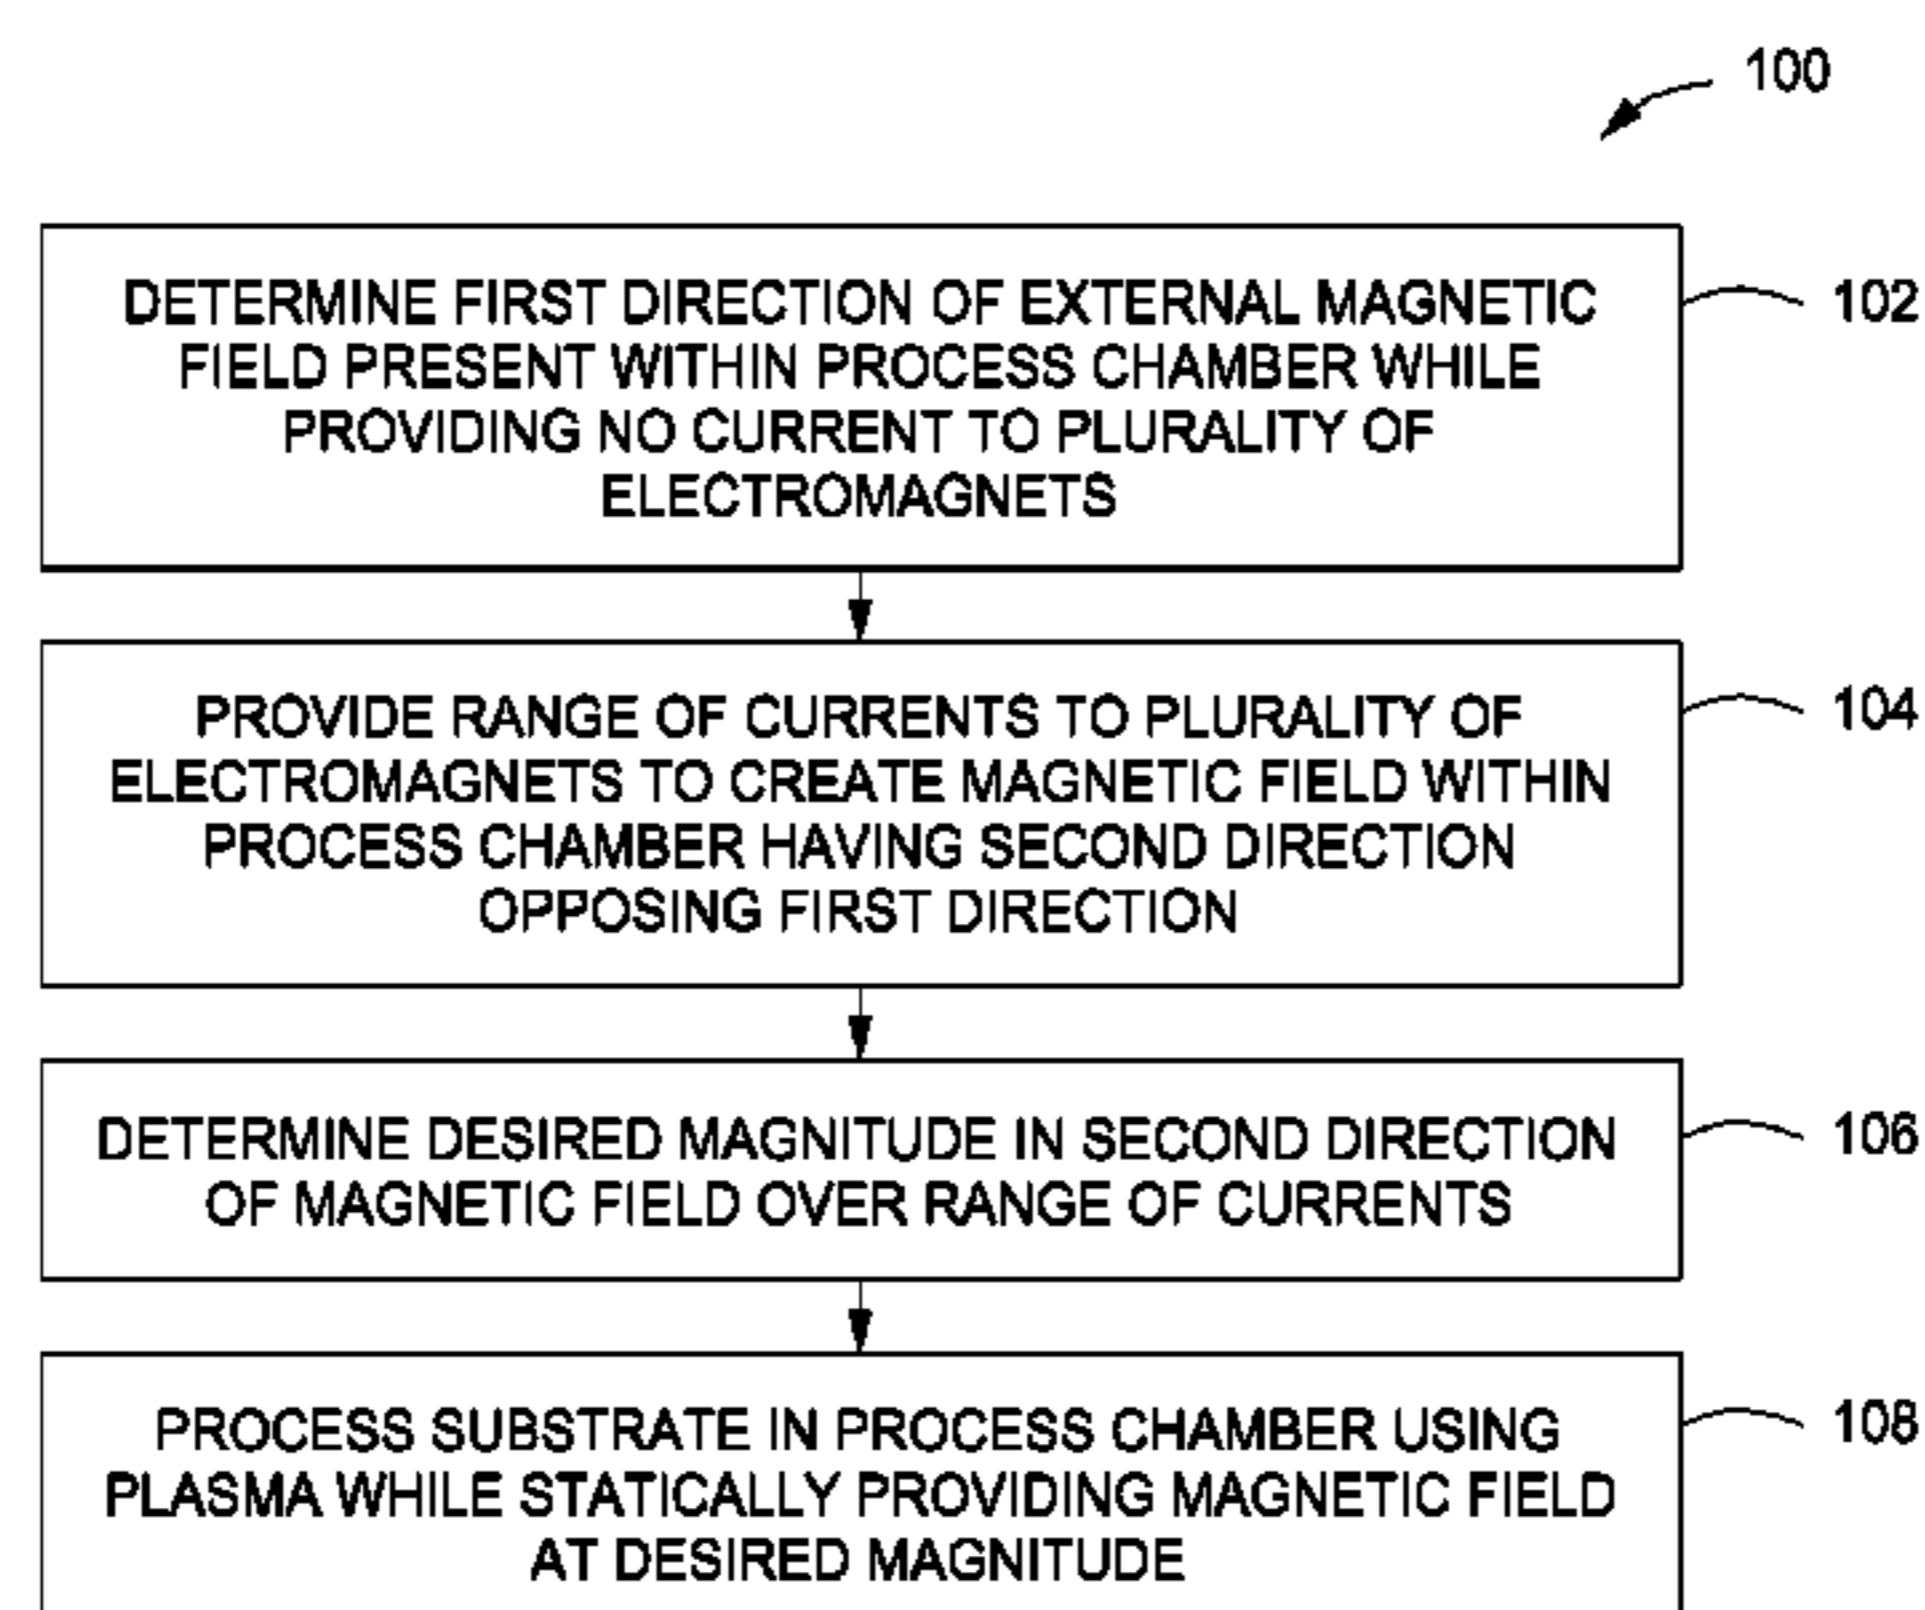 100
DETERMINE FIRST DIRECTION OF EXTERNAL MAGNETIC
FIELD PRESENT WITHIN PROCESS CHAMBER WHILE
PROVIDING NO CURRENT TO PLURALITY OF
ELECTROMAGNETS
102
PROVIDE RANGE OF CURRENTS TO PLURALITY OF
ELECTROMAGNETS TO CREATE MAGNETIC FIELD WITHIN
PROCESS CHAMBER HAVING SECOND DIRECTION
OPPOSING FIRST DIRECTION
104
DETERMINE DESIRED MAGNITUDE IN SECOND DIRECTION
OF MAGNETIC FIELD OVER RANGE OF CURRENTS
106
PROCESS SUBSTRATE IN PROCESS CHAMBER USING
PLASMA WHILE STATICALLY PROVIDING MAGNETIC FIELD
AT DESIRED MAGNITUDE
108